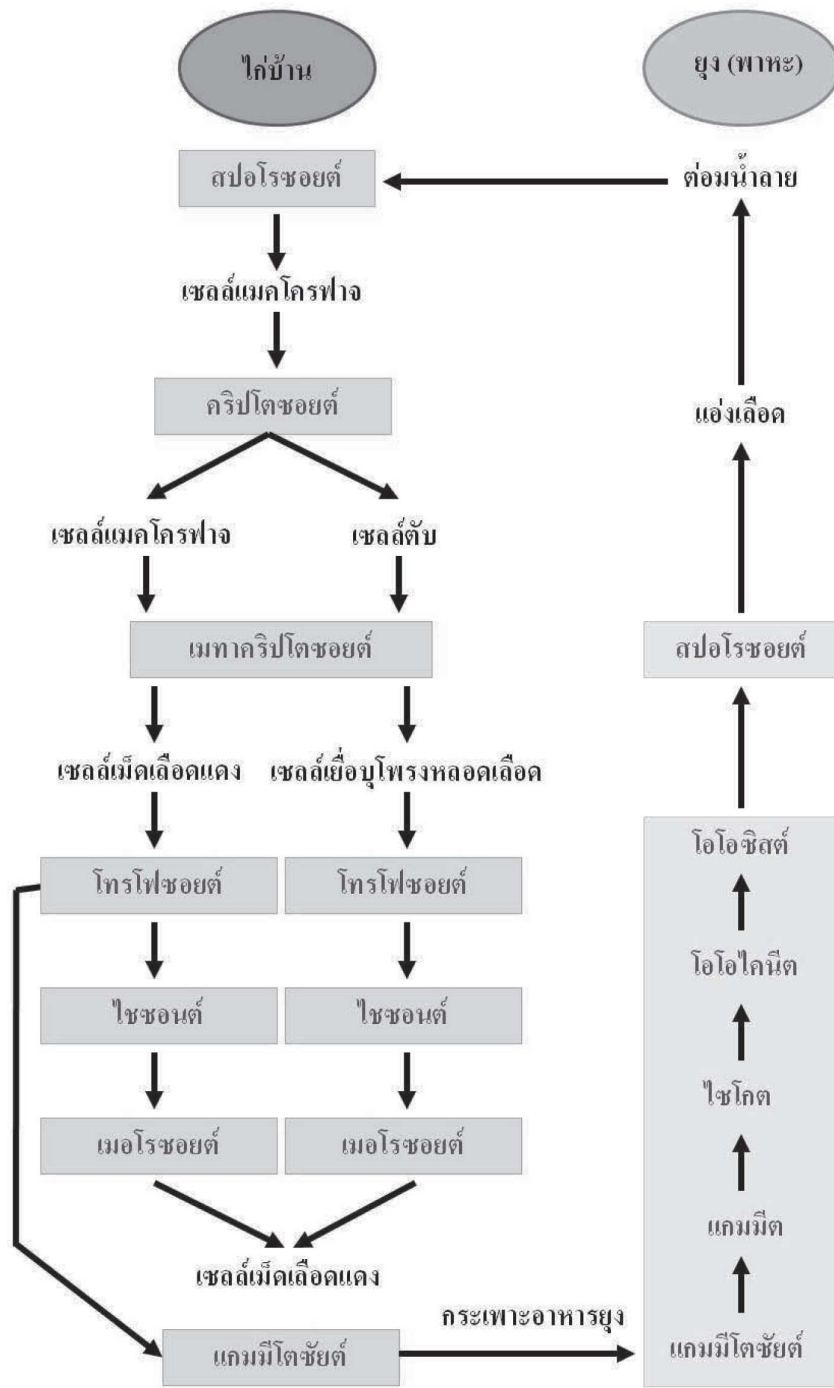 ไก่บ้าน
ยุง (พาหะ)
สปอโรซอยต์
ต่อมน้ำลาย
เซลล์แมคโครฟาจ
คริปโตซอยต์
แอ่งเลือด
เซลล์แมคโครฟาจ
เซลล์ตับ
เมทาคริปโตซอยต์
สปอโรซอยต์
เซลล์เม็ดเลือดแดง
เซลล์เยื่อบุโพรงหลอดเลือด
โทรโฟซอยต์
โทรโฟซอยต์
ไชซอนต์
ไชซอนต์
เมอโรซอยต์
เมอโรซอยต์
เซลล์เม็ดเลือดแดง
แกมมีโตซัยต์
กระเพาะอาหารยุง
โอโอซิสต์
โอโอไคนีต
ไซโกต
แกมมีต
แกมมีโตซัยต์